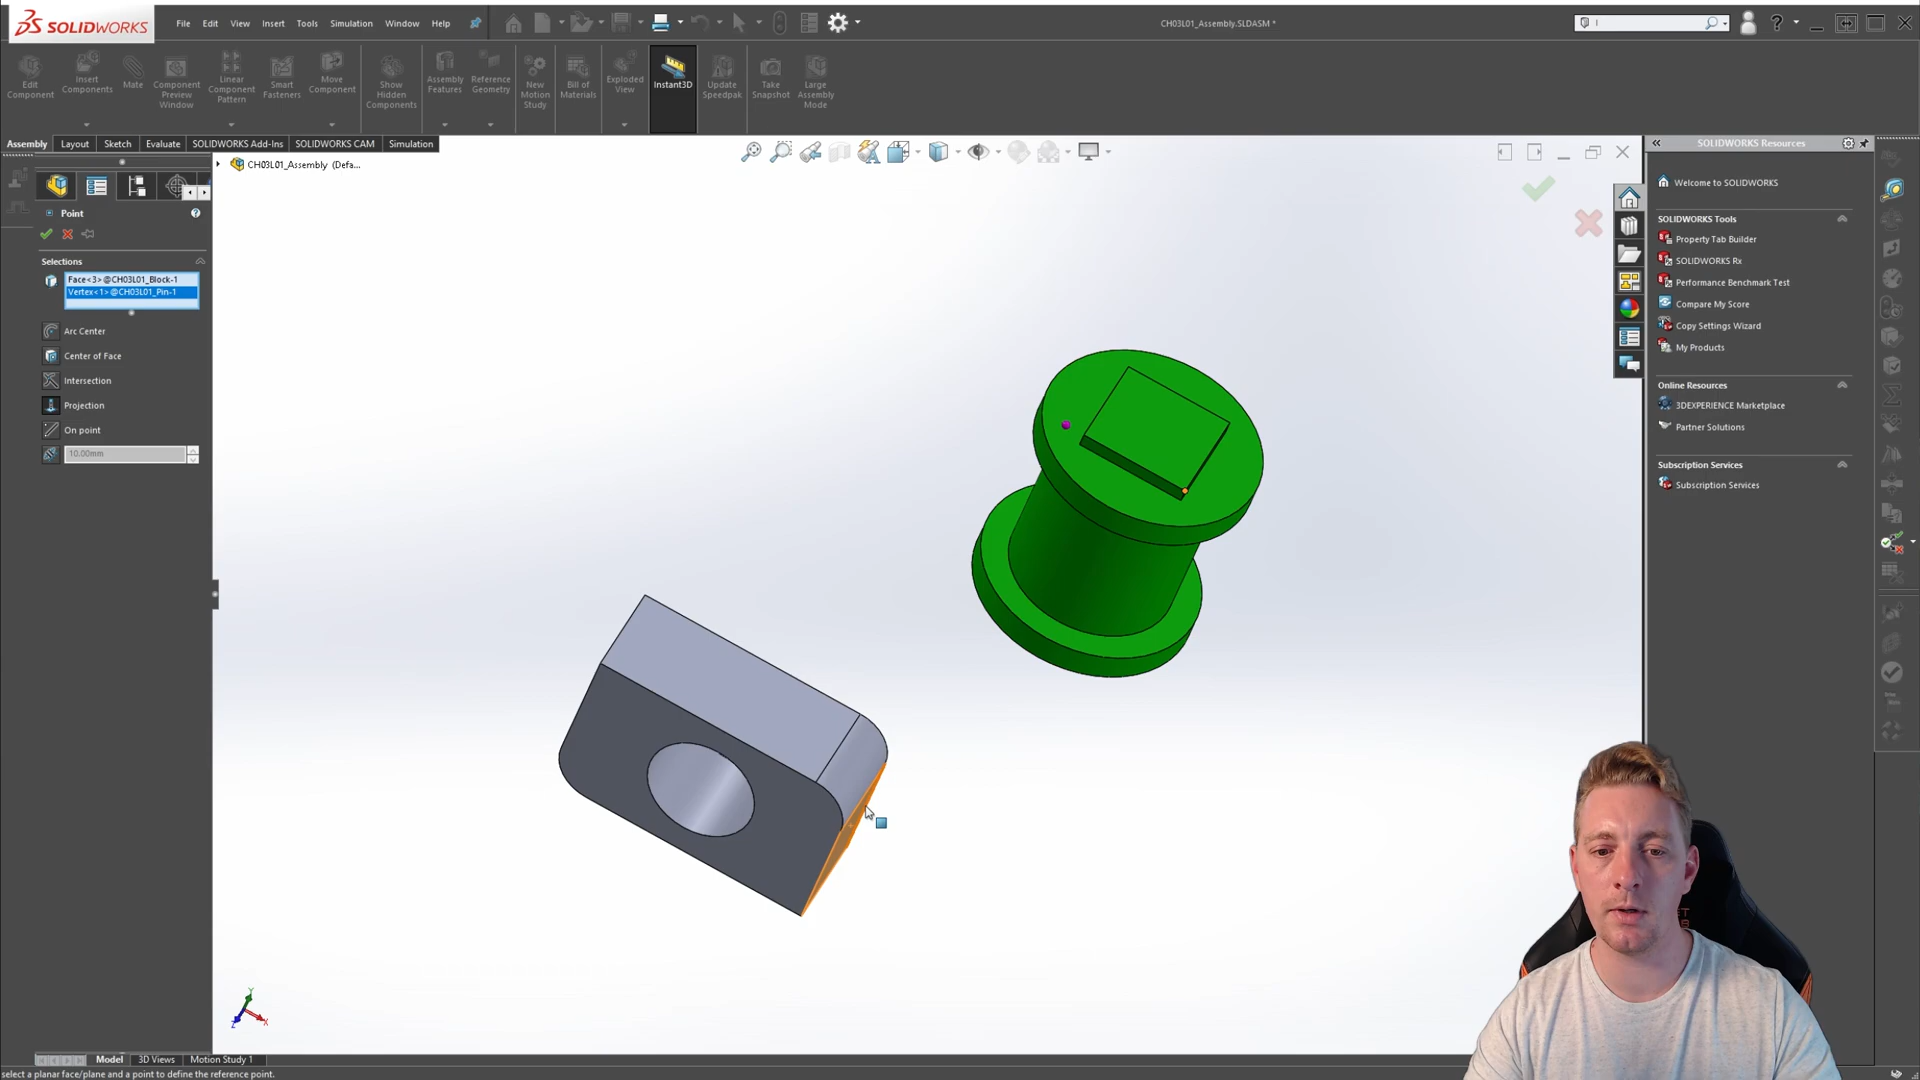 SOLIDWORKS
File Edit View Insert Tools Simulation Window Help
CH03L01_Assembly.SLDASM *
Edit Component
Insert Components
Mate
Component Preview Window
Linear Component Pattern
Smart Fasteners
Move Component
Show Hidden Components
Assembly Features
Reference Geometry
New Motion Study
Bill of Materials
Exploded View
Instant3D
Update Speedpak
Take Snapshot
Large Assembly Mode
Assembly Layout Sketch Evaluate SOLIDWORKS Add-Ins SOLIDWORKS CAM Simulation
CH03L01_Assembly (Defa...
Point
Selections
Face<3>@CH03L01_Block-1
Vertex<1>@CH03L01_Pin-1
Arc Center
Center of Face
Intersection
Projection
On point
10.00mm
SOLIDWORKS Resources
Welcome to SOLIDWORKS
SOLIDWORKS Tools
Property Tab Builder
SOLIDWORKS Rx
Performance Benchmark Test
Compare My Score
Copy Settings Wizard
My Products
Online Resources
3DEXPERIENCE Marketplace
Partner Solutions
Subscription Services
Subscription Services
Model 3D Views Motion Study 1
select a planar face/plane and a point to define the reference point.